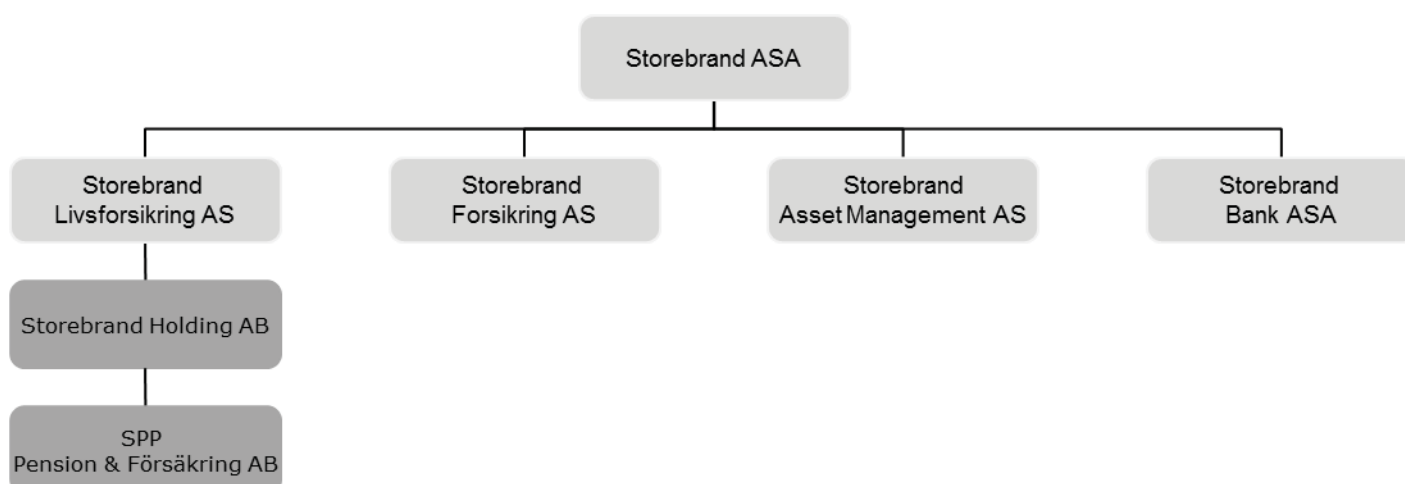 Storebrand ASA
Storebrand
Livsforsikring AS
Storebrand
Forsikring AS
Storebrand
Asset Management AS
Storebrand
Bank ASA
Storebrand Holding AB
SPP
Pension & Försäkring AB